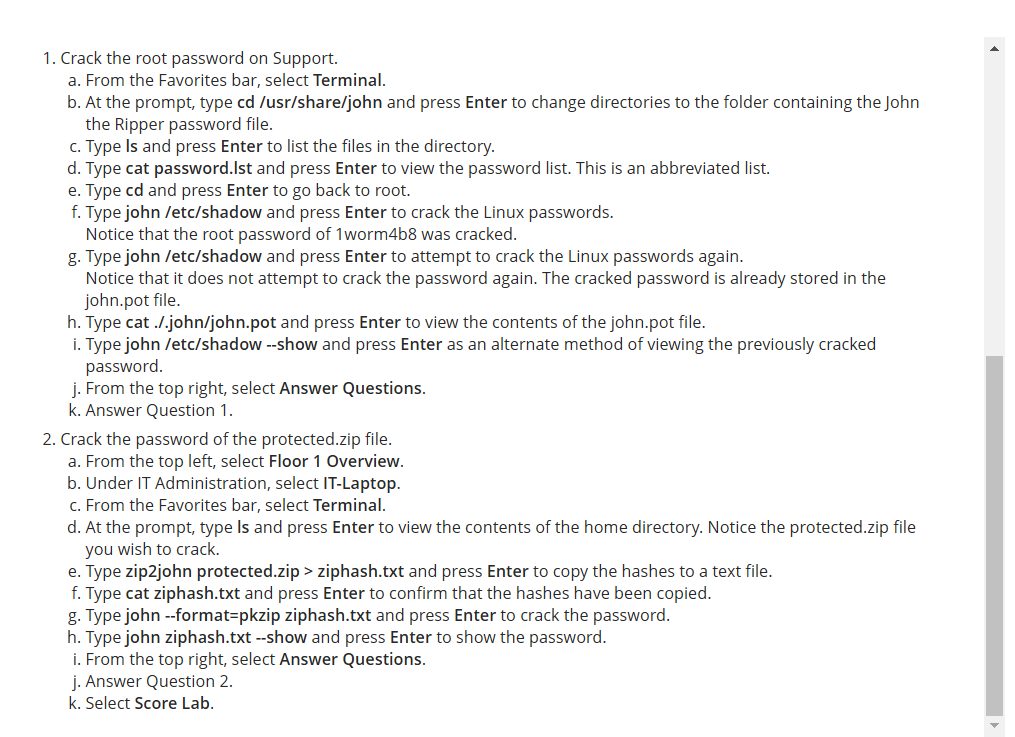 1. Crack the root password on Support.
a. From the Favorites bar, select Terminal.
b. At the prompt, type cd /usr/share/john and press Enter to change directories to the folder containing the John
the Ripper password file.
c. Type ls and press Enter to list the files in the directory.
d. Type cat password.lst and press Enter to view the password list. This is an abbreviated list.
e. Type cd and press Enter to go back to root.
f. Type john /etc/shadow and press Enter to crack the Linux passwords.
Notice that the root password of 1worm4b8 was cracked.
g. Type john /etc/shadow and press Enter to attempt to crack the Linux passwords again.
Notice that it does not attempt to crack the password again. The cracked password is already stored in the
john.pot file.
h. Type cat ./.john/john.pot and press Enter to view the contents of the john.pot file.
i. Type john /etc/shadow --show and press Enter as an alternate method of viewing the previously cracked
password.
j. From the top right, select Answer Questions.
k. Answer Question 1.
2. Crack the password of the protected.zip file.
a. From the top left, select Floor 1 Overview.
b. Under IT Administration, select IT-Laptop.
c. From the Favorites bar, select Terminal.
d. At the prompt, type ls and press Enter to view the contents of the home directory. Notice the protected.zip file
you wish to crack.
e. Type zip2john protected.zip > ziphash.txt and press Enter to copy the hashes to a text file.
f. Type cat ziphash.txt and press Enter to confirm that the hashes have been copied.
g. Type john --format=pkzip ziphash.txt and press Enter to crack the password.
h. Type john ziphash.txt --show and press Enter to show the password.
i. From the top right, select Answer Questions.
j. Answer Question 2.
k. Select Score Lab.